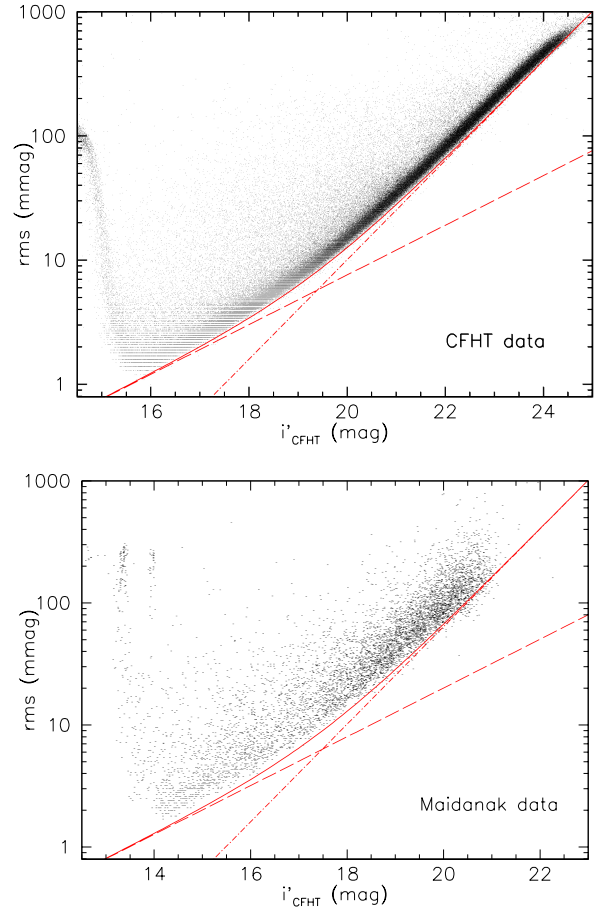 1000
100
10
1
rms (mmag)
CFHT data
16 18 20 22 24
i'CFHT (mag)
1000
100
10
1
rms (mmag)
Maidanak data
14 16 18 20 22
i'CFHT (mag)